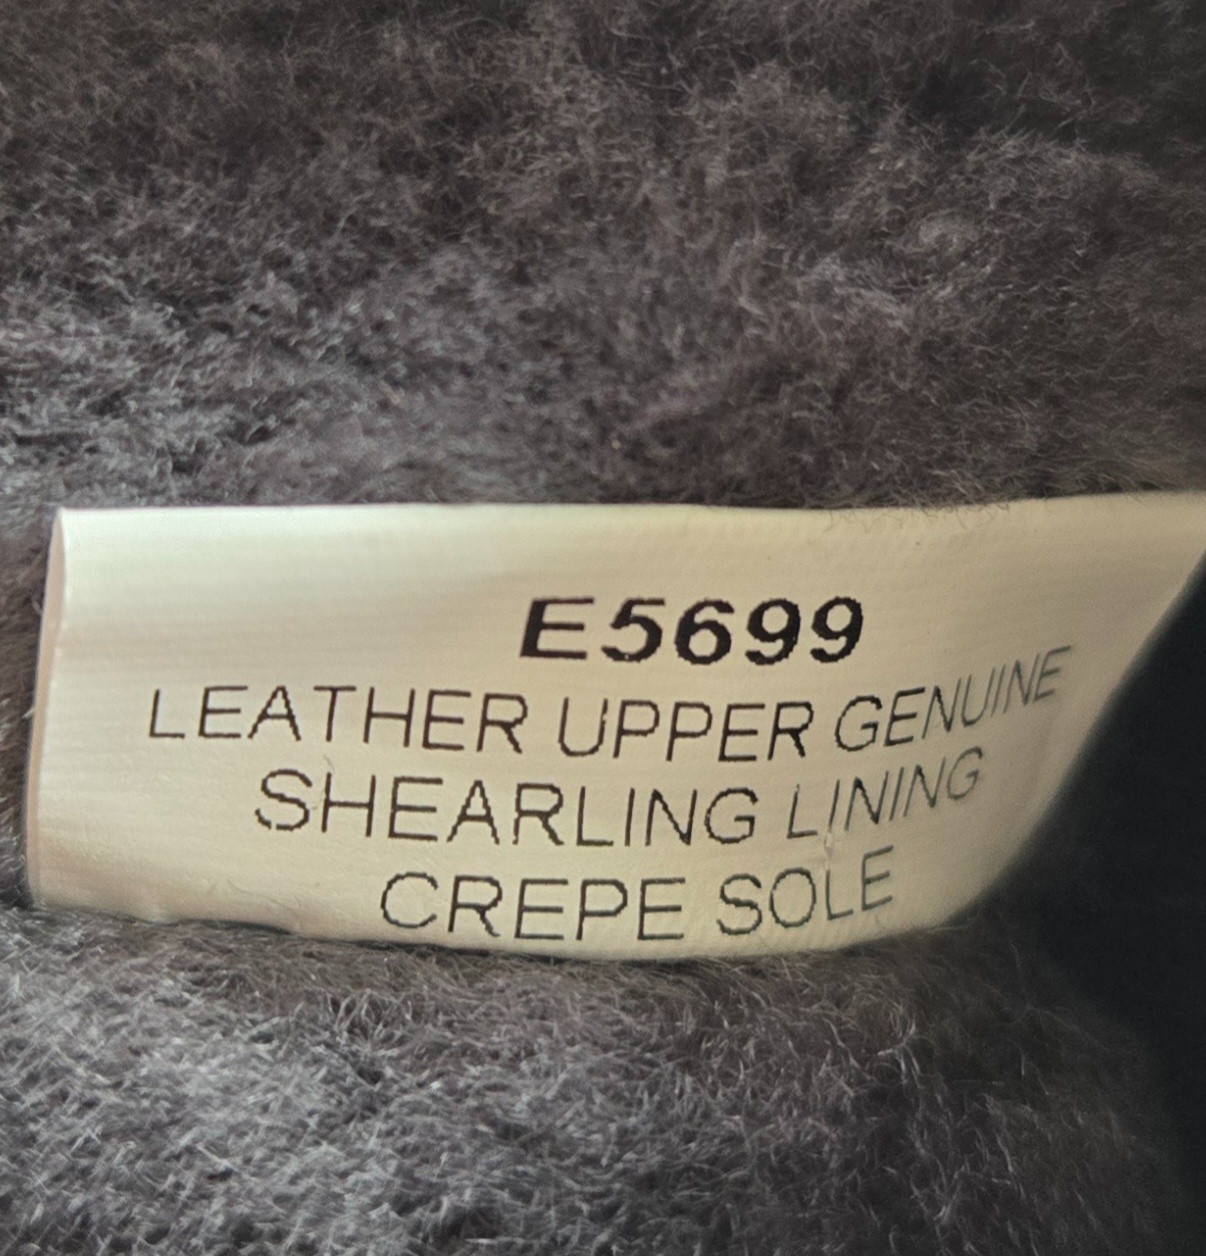 E5699
LEATHER UPPER GENUINE
SHEARLING LINING
CREPE SOLE